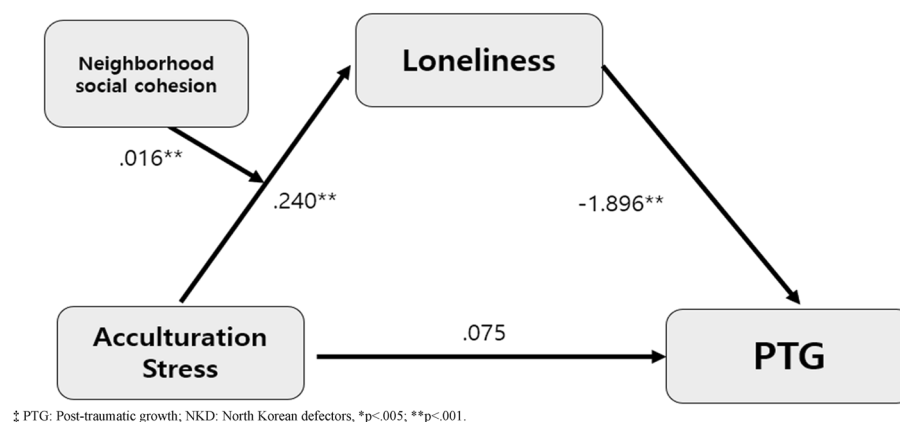 Neighborhood
social cohesion
Loneliness
.016**
.240**
-1.896**
Acculturation
Stress
.075
PTG
‡ PTG: Post-traumatic growth; NKD: North Korean defectors, *p<.005; **p<.001.